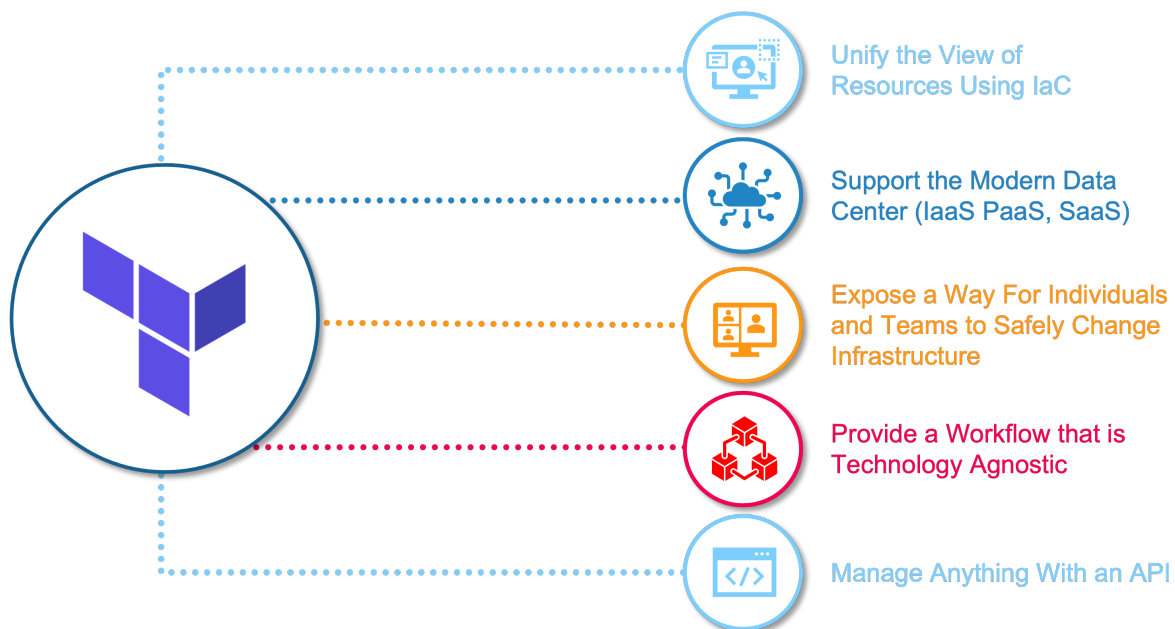 Unify the View of
Resources Using IaC
Support the Modern Data
Center (IaaS PaaS, SaaS)
Expose a Way For Individuals
and Teams to Safely Change
Infrastructure
Provide a Workflow that is
Technology Agnostic
</>
Manage Anything With an API